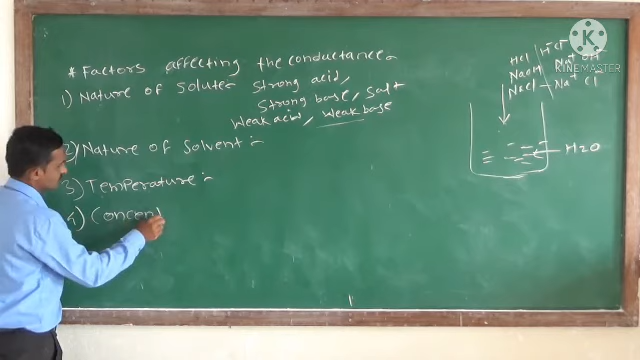 * Factors affecting the conductance-
1) Nature of solute- strong acid,
strong base, salt
Weak acid, Weak base
2) Nature of Solvent :-
3) Temperature :-
4) Concent
HCl | H+ Cl-
NaOH | Na+ OH
NaCl - Na+ Cl-
H2O
KINEMASTER